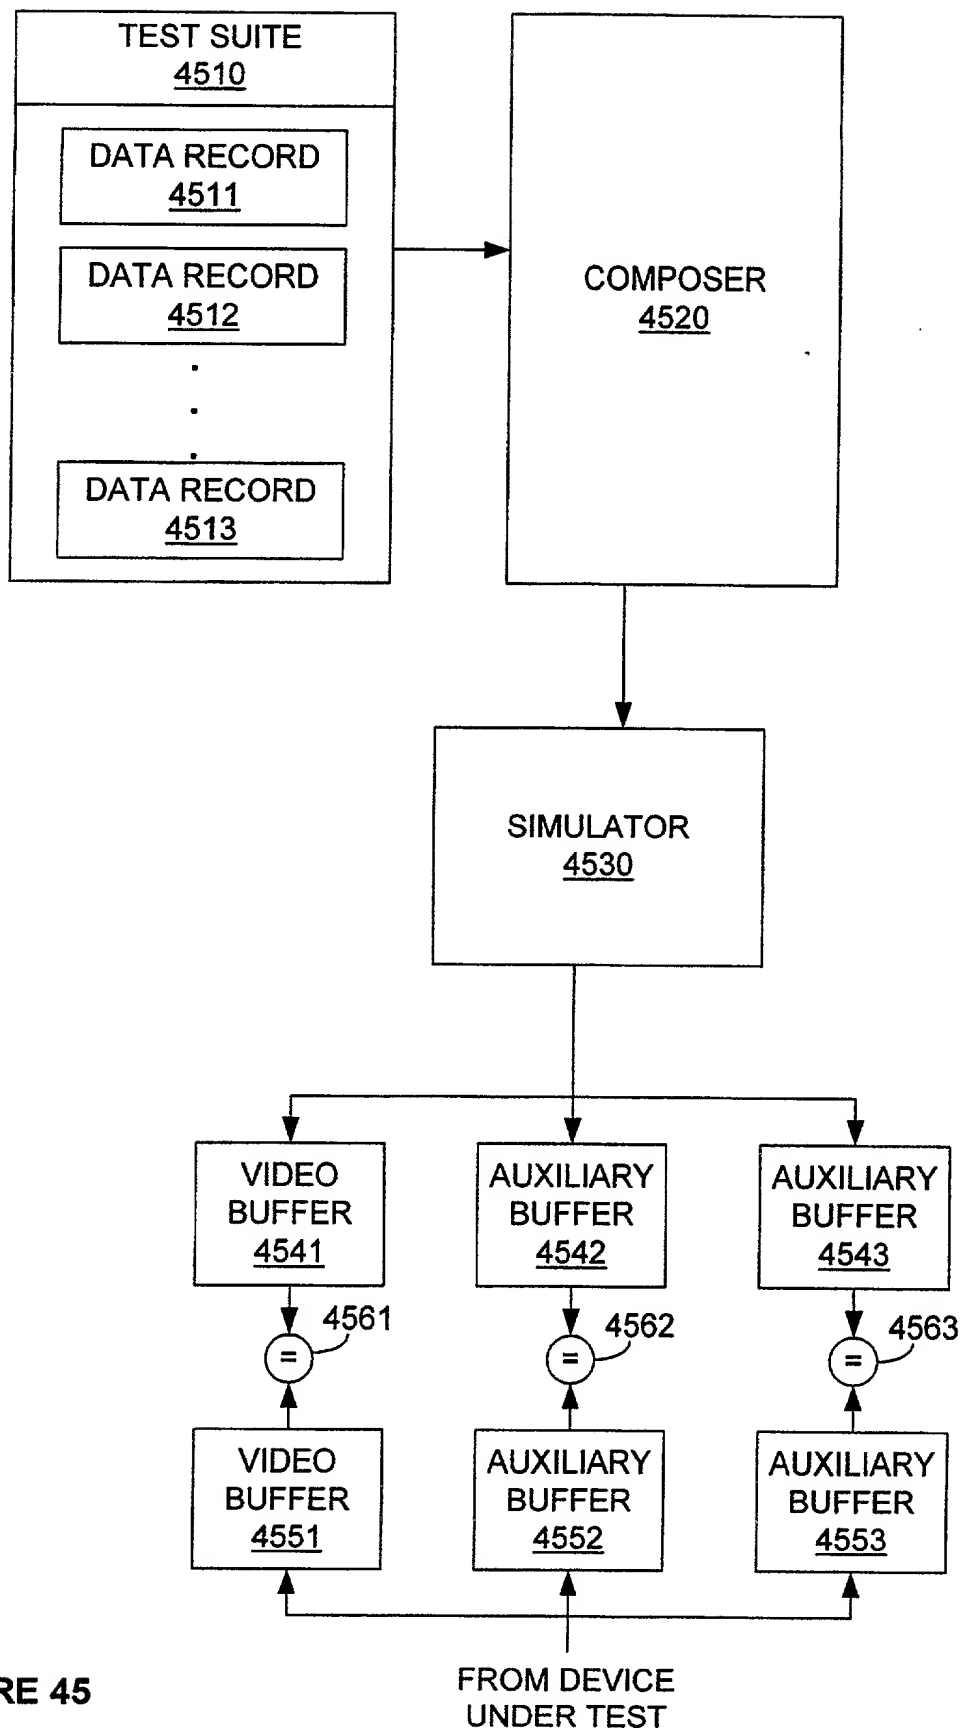 TEST SUITE
4510
DATA RECORD
4511
DATA RECORD
4512
DATA RECORD
4513
COMPOSER
4520
SIMULATOR
4530
VIDEO
BUFFER
4541
AUXILIARY
BUFFER
4542
AUXILIARY
BUFFER
4543
=
4561
=
4562
=
4563
VIDEO
BUFFER
4551
AUXILIARY
BUFFER
4552
AUXILIARY
BUFFER
4553
FROM DEVICE
UNDER TEST
RE 45